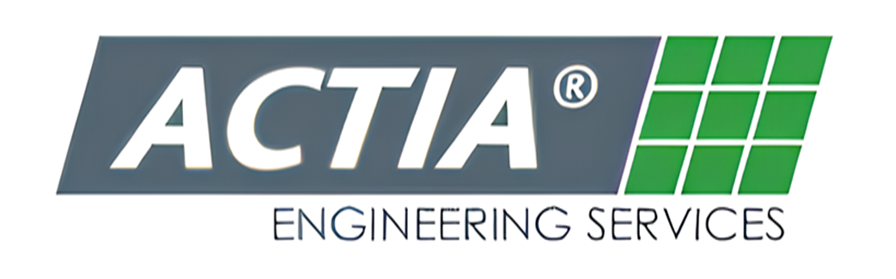 ACTIA®
ENGINEERING SERVICES